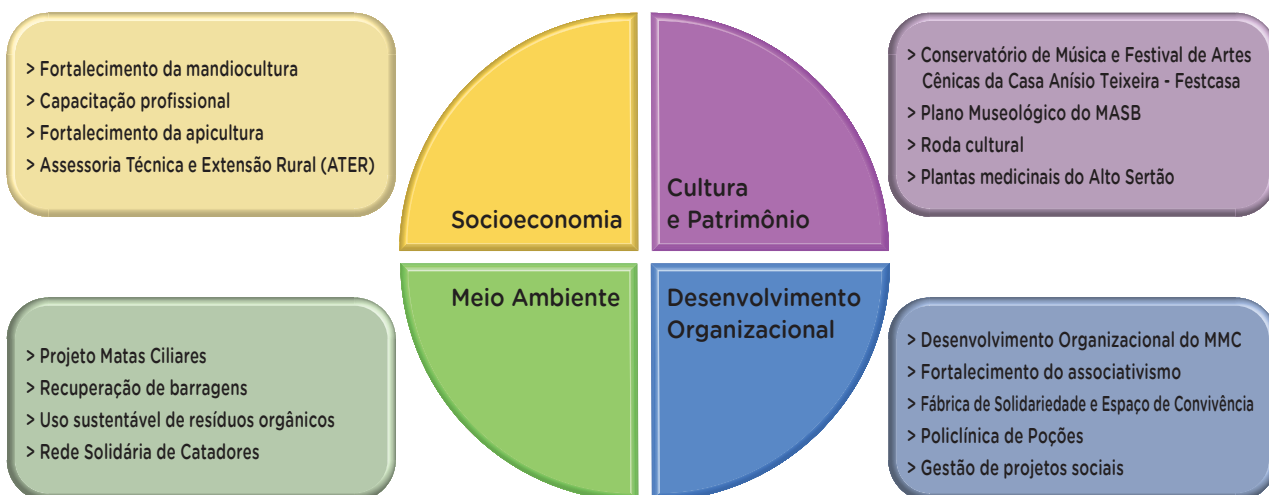 > Fortalecimento da mandiocultura
> Capacitação profissional
> Fortalecimento da apicultura
> Assessoria Técnica e Extensão Rural (ATER)
Socioeconomia
Cultura
e Patrimônio
> Conservatório de Música e Festival de Artes
Cênicas da Casa Anísio Teixeira - Festcasa
> Plano Museológico do MASB
> Roda cultural
> Plantas medicinais do Alto Sertão
> Projeto Matas Ciliares
> Recuperação de barragens
> Uso sustentável de resíduos orgânicos
> Rede Solidária de Catadores
Meio Ambiente
Desenvolvimento
Organizacional
> Desenvolvimento Organizacional do MMC
> Fortalecimento do associativismo
> Fábrica de Solidariedade e Espaço de Convivência
> Policlínica de Poções
> Gestão de projetos sociais